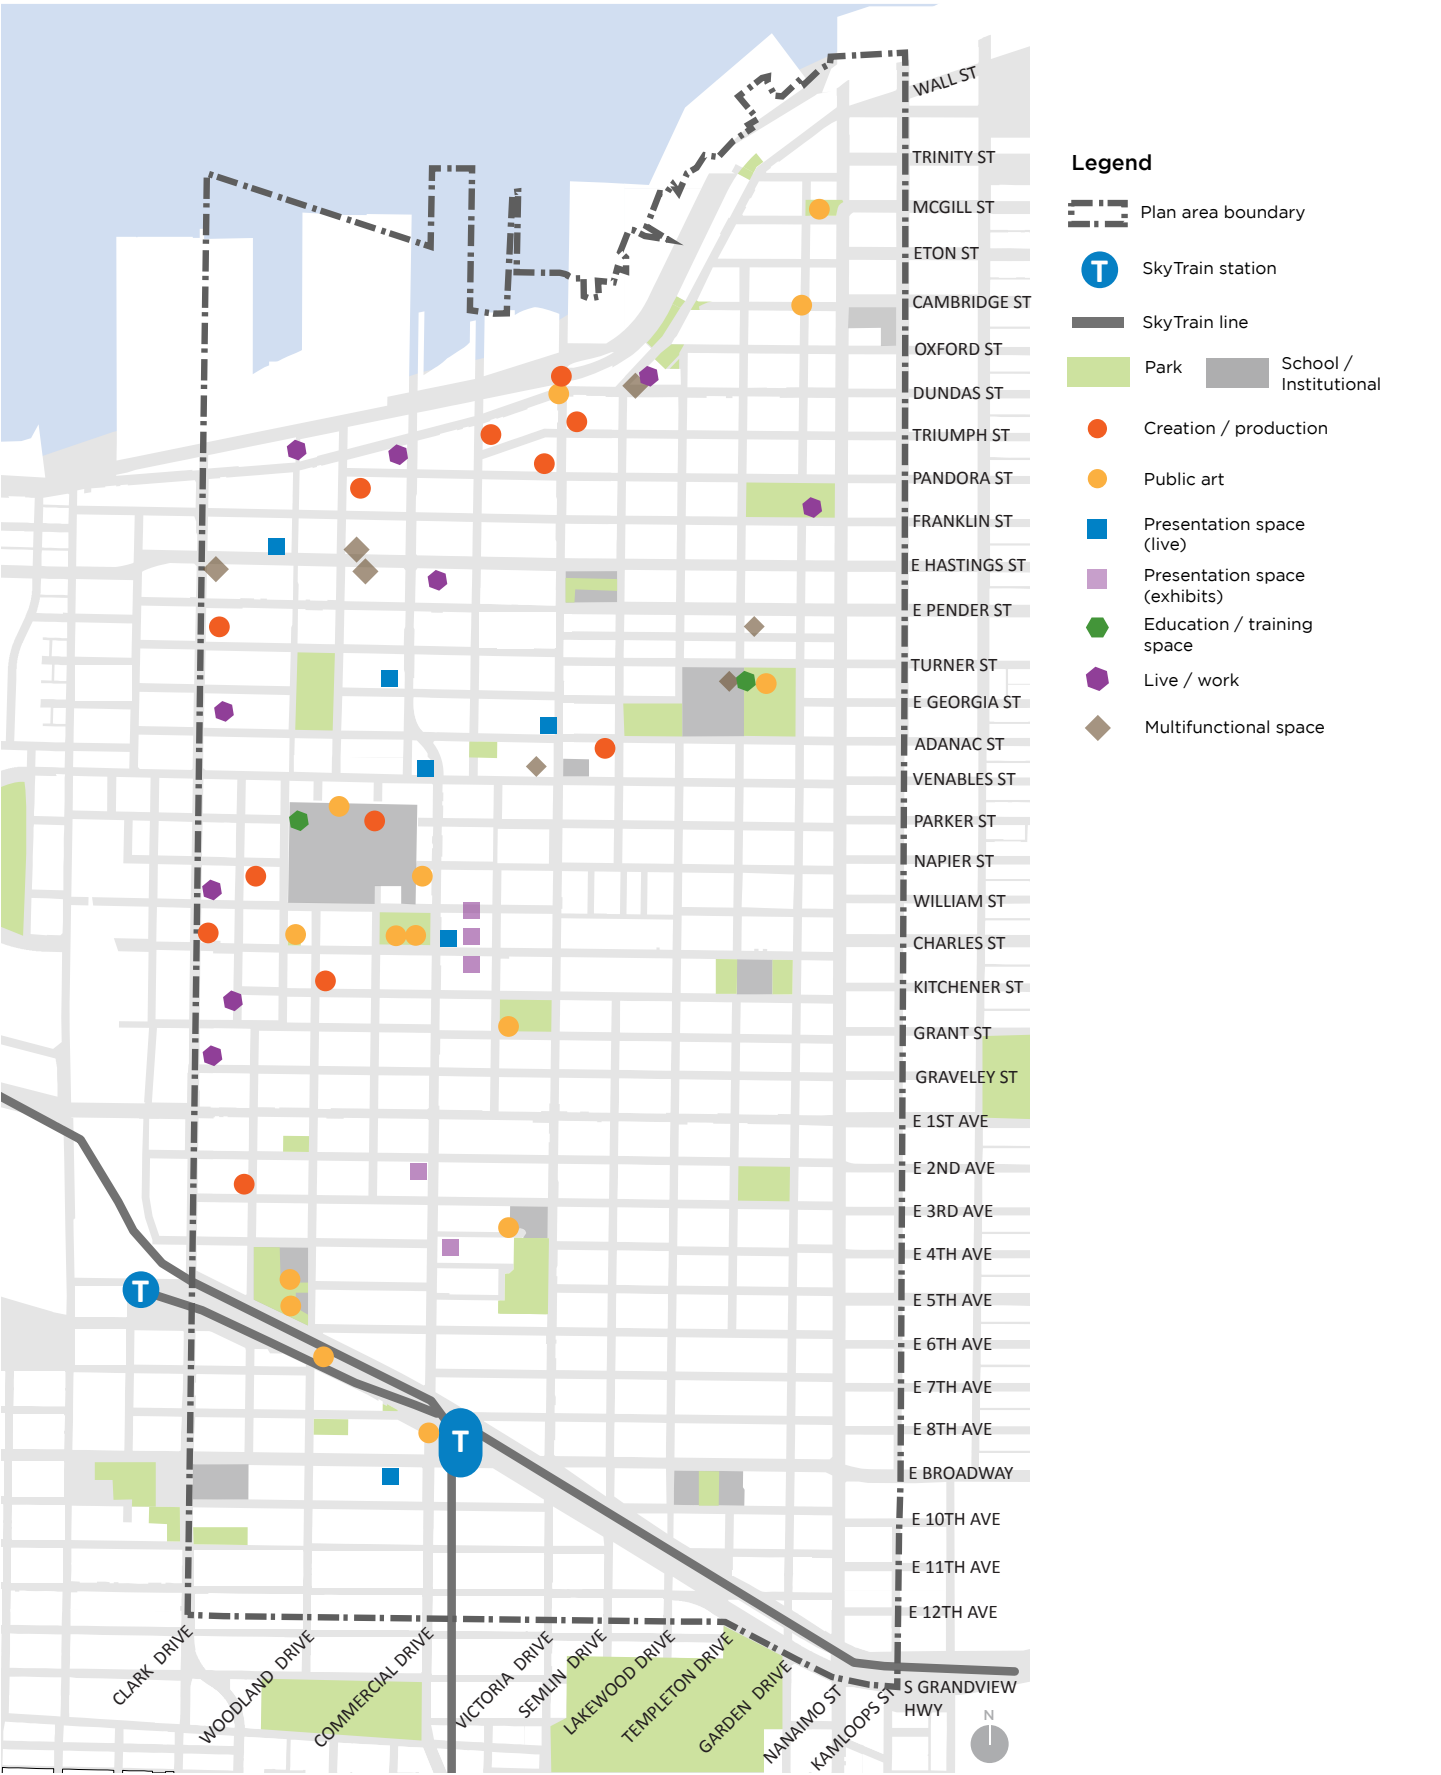 WALL ST
TRINITY ST
MCGILL ST
ETON ST
CAMBRIDGE ST
OXFORD ST
DUNDAS ST
TRIUMPH ST
PANDORA ST
FRANKLIN ST
E HASTINGS ST
E PENDER ST
TURNER ST
E GEORGIA ST
ADANAC ST
VENABLES ST
PARKER ST
NAPIER ST
WILLIAM ST
CHARLES ST
KITCHENER ST
GRANT ST
GRAVELEY ST
E 1ST AVE
E 2ND AVE
E 3RD AVE
E 4TH AVE
E 5TH AVE
E 6TH AVE
E 7TH AVE
E 8TH AVE
E BROADWAY
E 10TH AVE
E 11TH AVE
E 12TH AVE
S GRANDVIEW
HWY
T
T
CLARK DRIVE
WOODLAND DRIVE
COMMERCIAL DRIVE
VICTORIA DRIVE
SEMLIN DRIVE
LAKEWOOD DRIVE
TEMPLETON DRIVE
GARDEN DRIVE
NANAIMO ST
KAMLOOPS ST
N
Legend
Plan area boundary
T
SkyTrain station
SkyTrain line
Park
School /
Institutional
Creation / production
Public art
Presentation space
(live)
Presentation space
(exhibits)
Education / training
space
Live / work
Multifunctional space